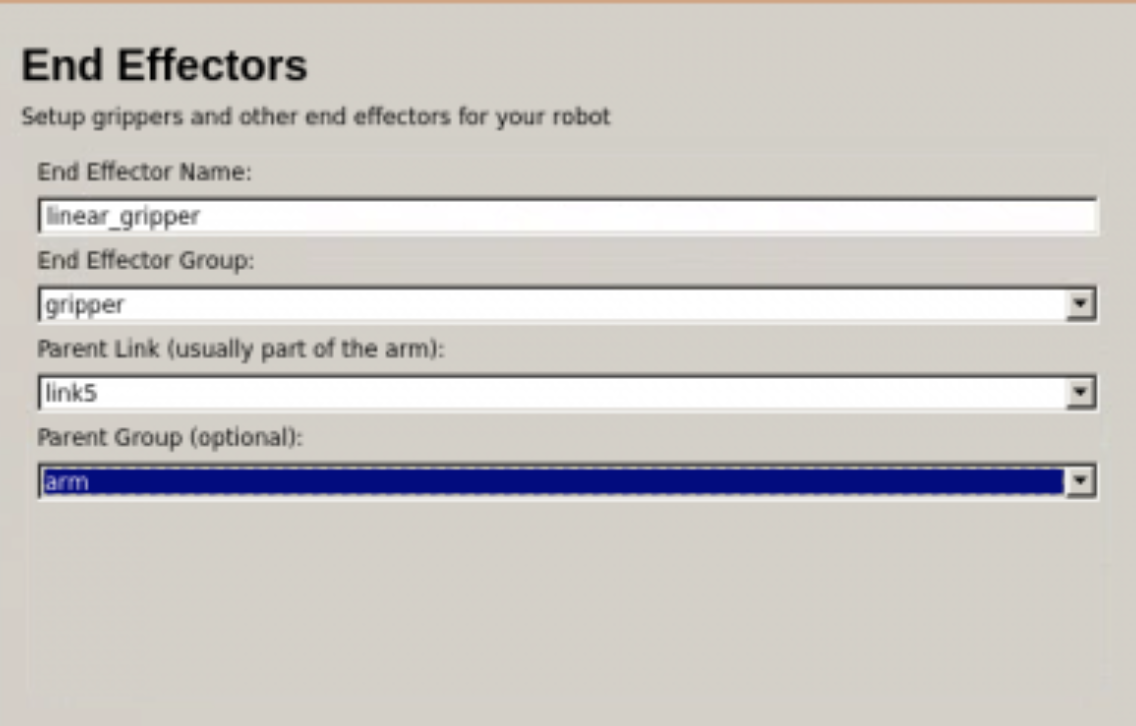 End Effectors
Setup grippers and other end effectors for your robot
End Effector Name:
linear_gripper
End Effector Group:
gripper
Parent Link (usually part of the arm):
link5
Parent Group (optional):
arm